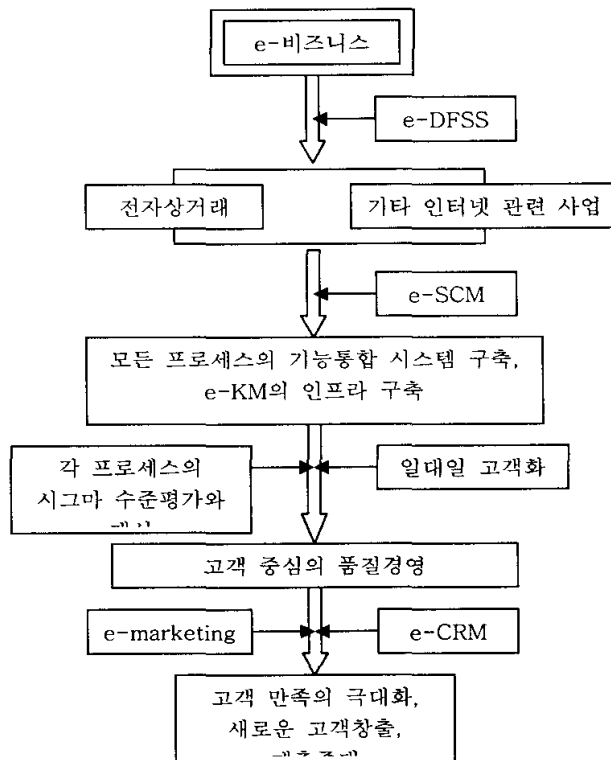 e-비즈니스
e-DFSS
전자상거래
기타 인터넷 관련 사업
e-SCM
모든 프로세스의 기능통합 시스템 구축,
e-KM의 인프라 구축
각 프로세스의
시그마 수준평가와
일대일 고객화
고객 중심의 품질경영
e-marketing
e-CRM
고객 만족의 극대화,
새로운 고객창출,